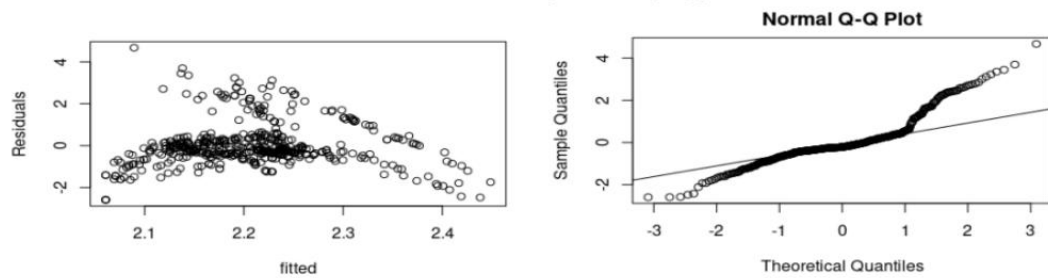 Normal Q-Q Plot
Residuals
4
2
0
-2
2.1 2.2 2.3 2.4
fitted
Sample Quantiles
4
2
0
-2
-3 -2 -1 0 1 2 3
Theoretical Quantiles